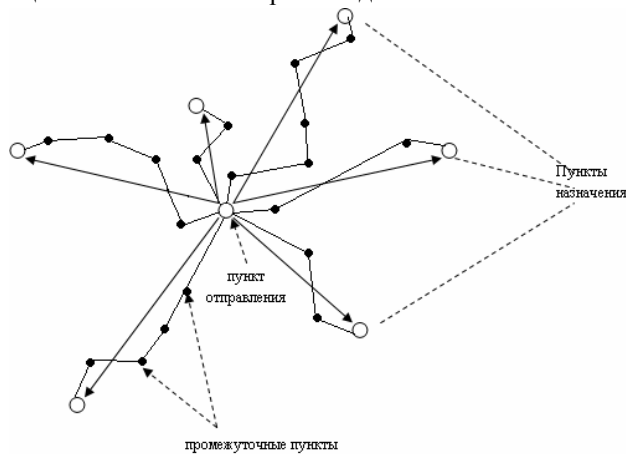 Пункты
назначения
пункт
отправления
промежуточные пункты